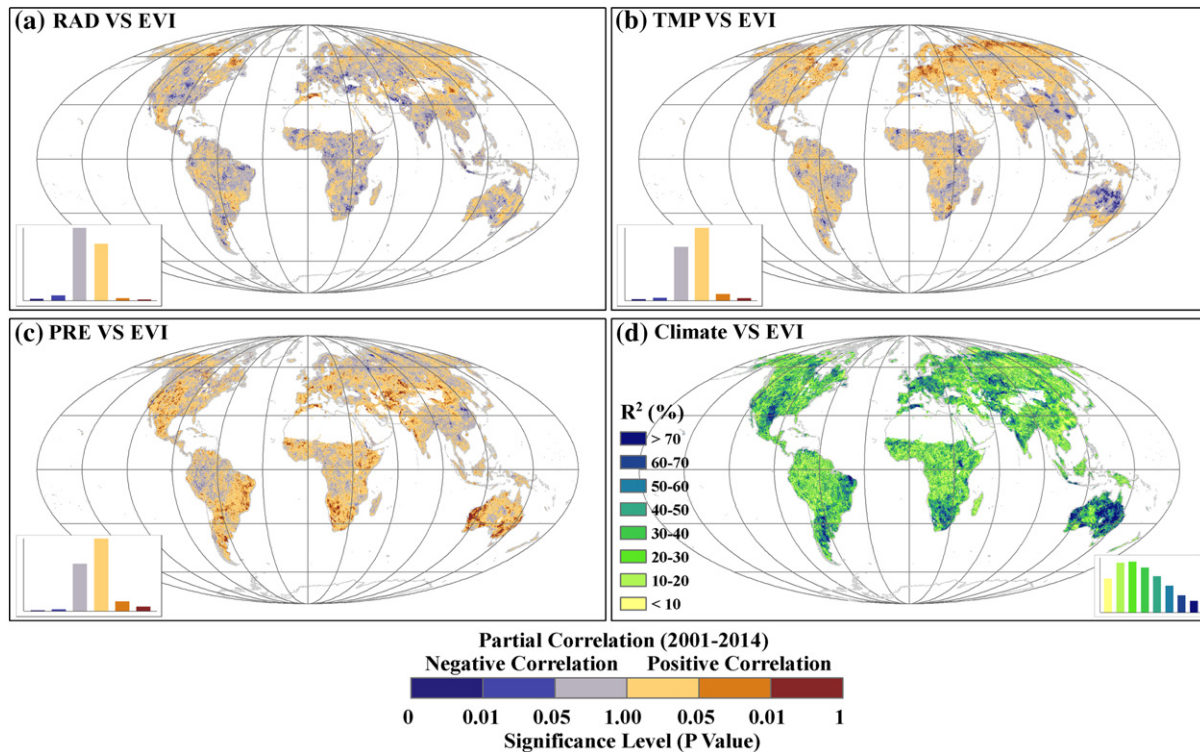 (a) RAD VS EVI
(b) TMP VS EVI
(c) PRE VS EVI
(d) Climate VS EVI
R² (%)
> 70
60-70
50-60
40-50
30-40
20-30
10-20
< 10
Partial Correlation (2001-2014)
Negative Correlation Positive Correlation
0 0.01 0.05 1.00 0.05 0.01 1
Significance Level (P Value)